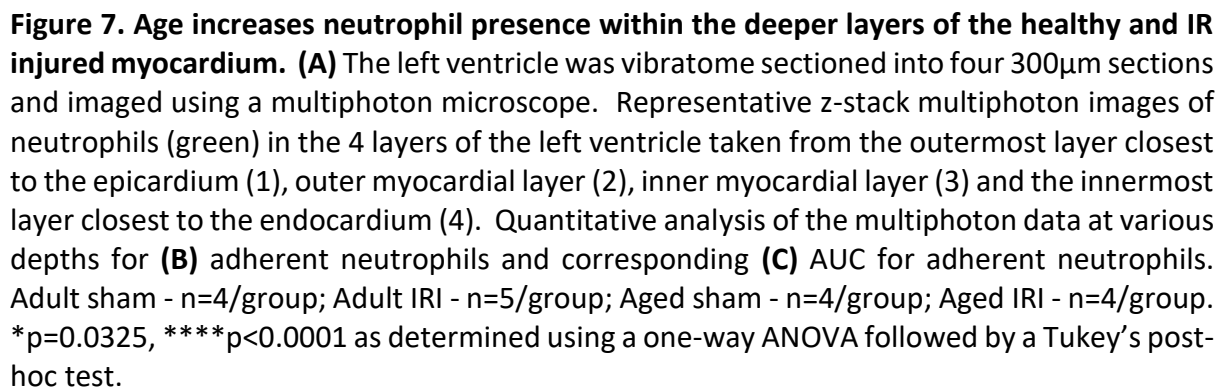 Figure 7. Age increases neutrophil presence within the deeper layers of the healthy and IR
injured myocardium. (A) The left ventricle was vibratome sectioned into four 300µm sections
and imaged using a multiphoton microscope. Representative z-stack multiphoton images of
neutrophils (green) in the 4 layers of the left ventricle taken from the outermost layer closest
to the epicardium (1), outer myocardial layer (2), inner myocardial layer (3) and the innermost
layer closest to the endocardium (4). Quantitative analysis of the multiphoton data at various
depths for (B) adherent neutrophils and corresponding (C) AUC for adherent neutrophils.
Adult sham - n=4/group; Adult IRI - n=5/group; Aged sham - n=4/group; Aged IRI - n=4/group.
*p=0.0325, ****p<0.0001 as determined using a one-way ANOVA followed by a Tukey’s post-
hoc test.